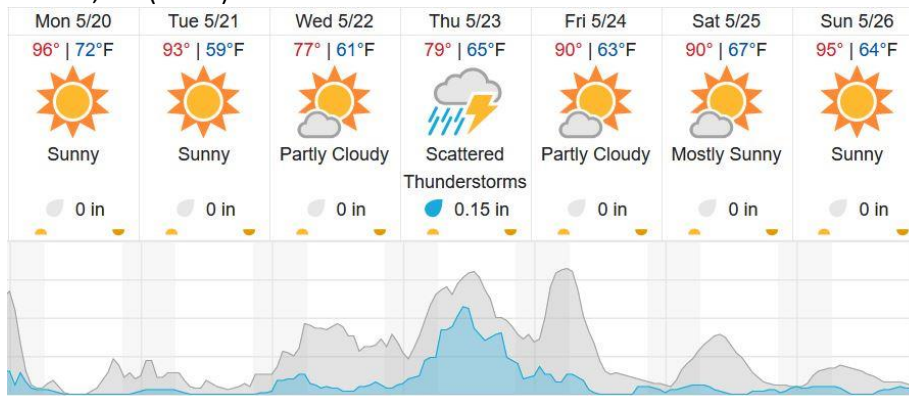 Mon 5/20 Tue 5/21 Wed 5/22 Thu 5/23 Fri 5/24 Sat 5/25 Sun 5/26
96° | 72°F 93° | 59°F 77° | 61°F 79° | 65°F 90° | 63°F 90° | 67°F 95° | 64°F
Sunny Sunny Partly Cloudy Scattered Partly Cloudy Mostly Sunny Sunny
Thunderstorms
0 in 0 in 0 in 0.15 in 0 in 0 in 0 in